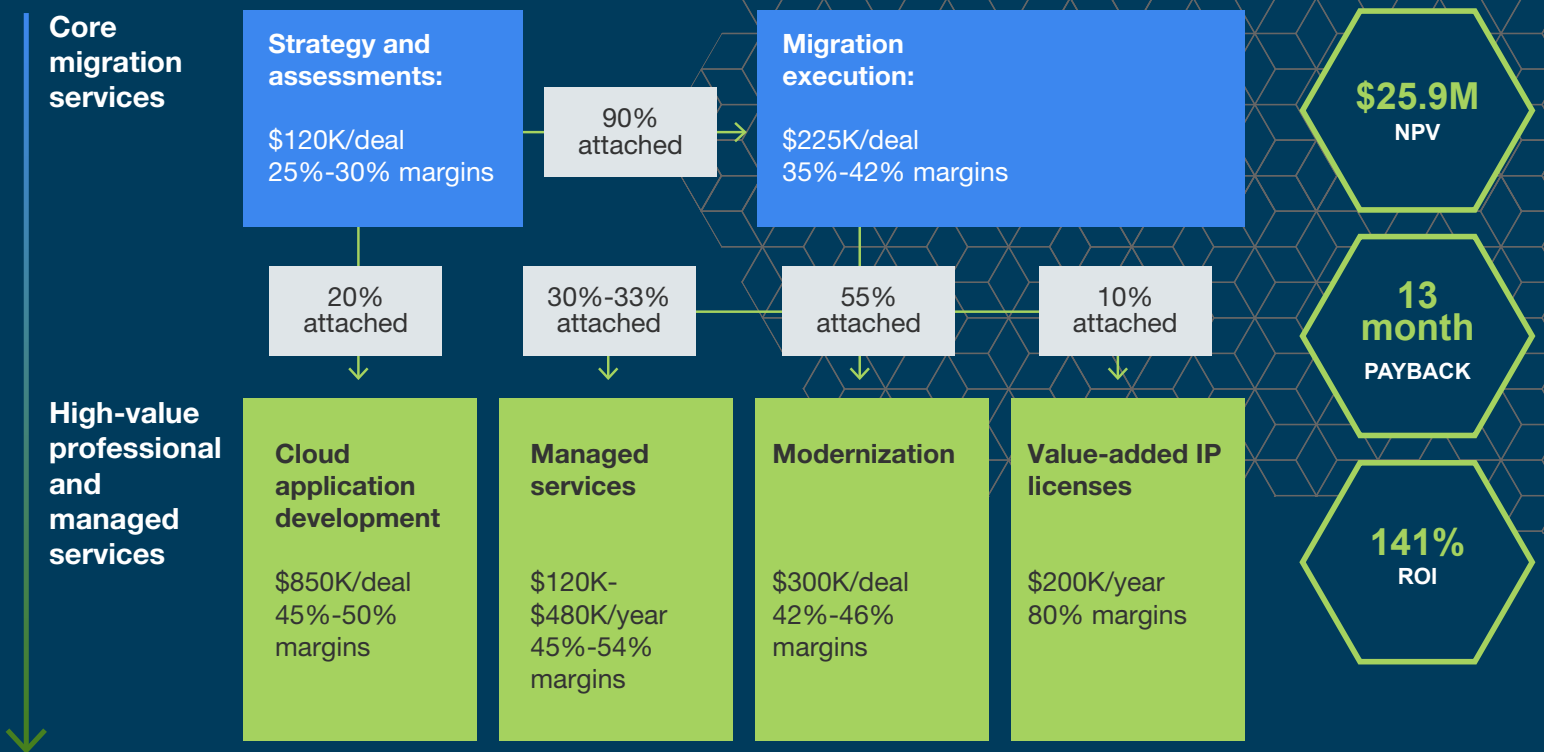 Core
migration
services
Strategy and
assessments:
$120K/deal
25%-30% margins
90%
attached
Migration
execution:
$225K/deal
35%-42% margins
20%
attached
30%-33%
attached
55%
attached
10%
attached
High-value
professional
and
managed
services
Cloud
application
development
$850K/deal
45%-50%
margins
Managed
services
$120K-
$480K/year
45%-54%
margins
Modernization
$300K/deal
42%-46%
margins
Value-added IP
licenses
$200K/year
80% margins
$25.9M
NPV
13
month
PAYBACK
141%
ROI